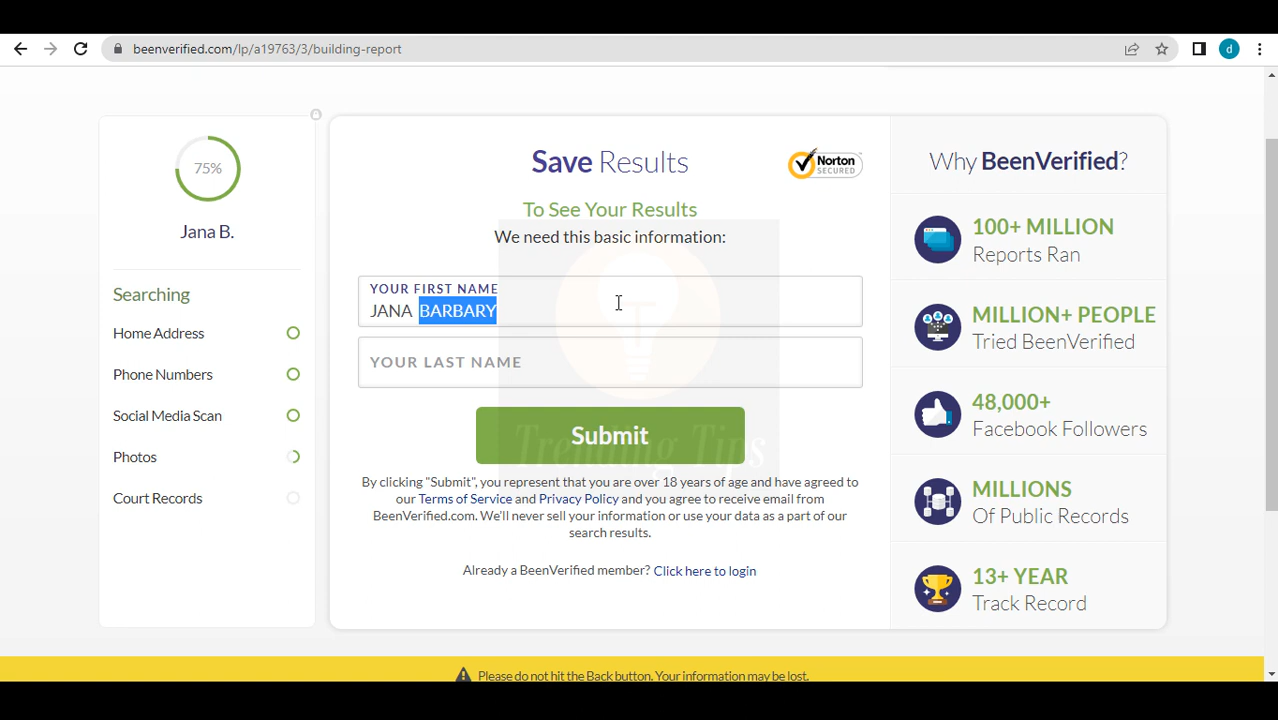 beenverified.com/lp/a19763/3/building-report
d
75%
Jana B.
Searching
Home Address
Phone Numbers
Social Media Scan
Photos
Court Records
Save Results
Norton
SECURED
To See Your Results
We need this basic information:
YOUR FIRST NAME
JANA BARBARY
YOUR LAST NAME
Submit
Trending Tips
By clicking "Submit", you represent that you are over 18 years of age and have agreed to
our Terms of Service and Privacy Policy and you agree to receive email from
BeenVerified.com. We'll never sell your information or use your data as a part of our
search results.
Already a BeenVerified member? Click here to login
Why BeenVerified?
100+ MILLION
Reports Ran
MILLION+ PEOPLE
Tried BeenVerified
48,000+
Facebook Followers
MILLIONS
Of Public Records
13+ YEAR
Track Record
Please do not hit the Back button. Your information may be lost.